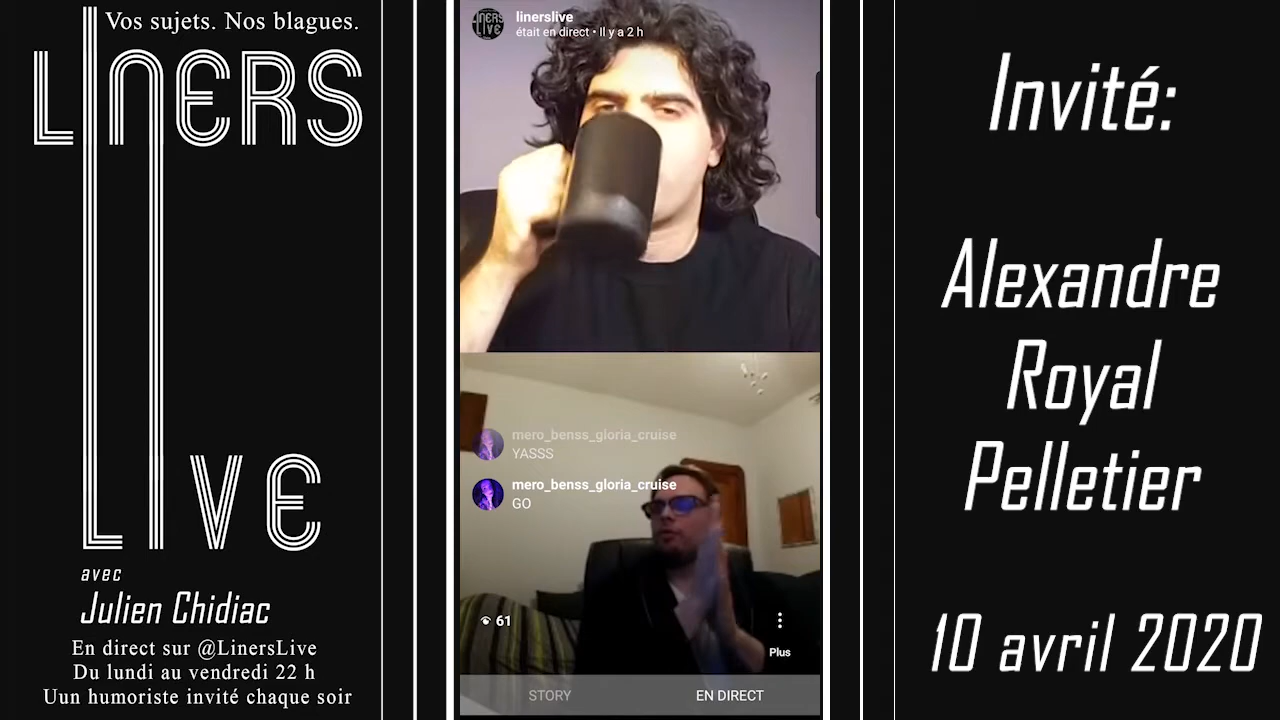 Vos sujets. Nos blagues.
LINERS
LIVE
avec
Julien Chidiac
En direct sur @LinersLive
Du lundi au vendredi 22 h
Uun humoriste invité chaque soir
LINERS
LIVE
linerslive
était en direct • Il y a 2 h
mero_benss_gloria_cruise
YASSS
mero_benss_gloria_cruise
GO
61
Plus
STORY
EN DIRECT
Invité:
Alexandre
Royal
Pelletier
10 avril 2020